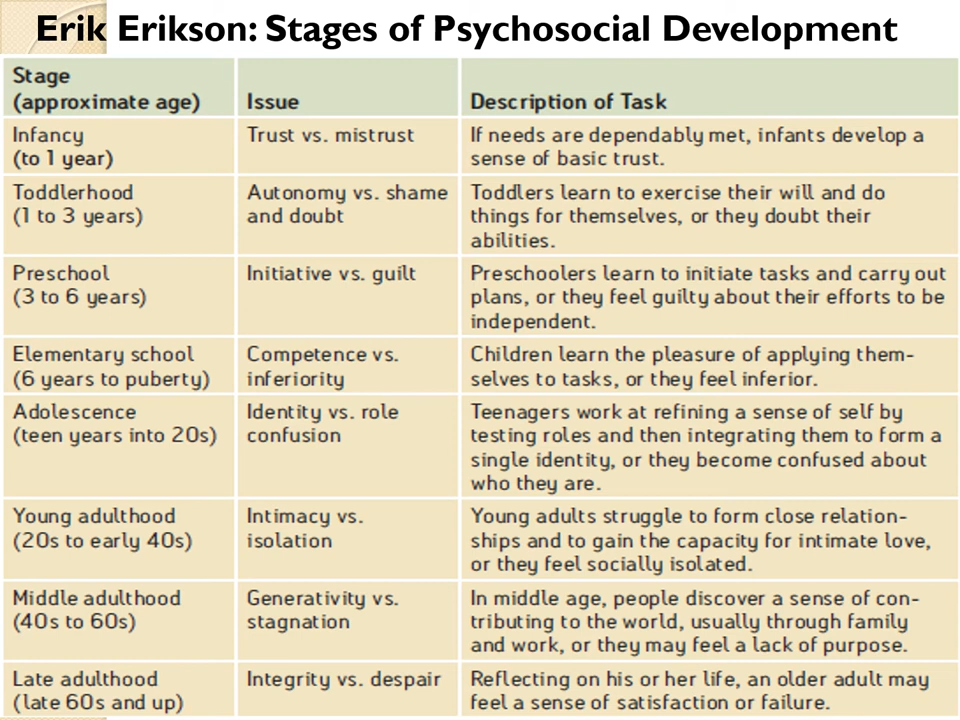 Erik Erikson: Stages of Psychosocial Development
Stage
(approximate age)
Issue
Description of Task
Infancy
(to 1 year)
Trust vs. mistrust
If needs are dependably met, infants develop a
sense of basic trust.
Toddlerhood
(1 to 3 years)
Autonomy vs. shame
and doubt
Toddlers learn to exercise their will and do
things for themselves, or they doubt their
abilities.
Preschool
(3 to 6 years)
Initiative vs. guilt
Preschoolers learn to initiate tasks and carry out
plans, or they feel guilty about their efforts to be
independent.
Elementary school
(6 years to puberty)
Competence vs.
inferiority
Children learn the pleasure of applying them-
selves to tasks, or they feel inferior.
Adolescence
(teen years into 20s)
Identity vs. role
confusion
Teenagers work at refining a sense of self by
testing roles and then integrating them to form a
single identity, or they become confused about
who they are.
Young adulthood
(20s to early 40s)
Intimacy vs.
isolation
Young adults struggle to form close relation-
ships and to gain the capacity for intimate love,
or they feel socially isolated.
Middle adulthood
(40s to 60s)
Generativity vs.
stagnation
In middle age, people discover a sense of con-
tributing to the world, usually through family
and work, or they may feel a lack of purpose.
Late adulthood
(late 60s and up)
Integrity vs. despair
Reflecting on his or her life, an older adult may
feel a sense of satisfaction or failure.